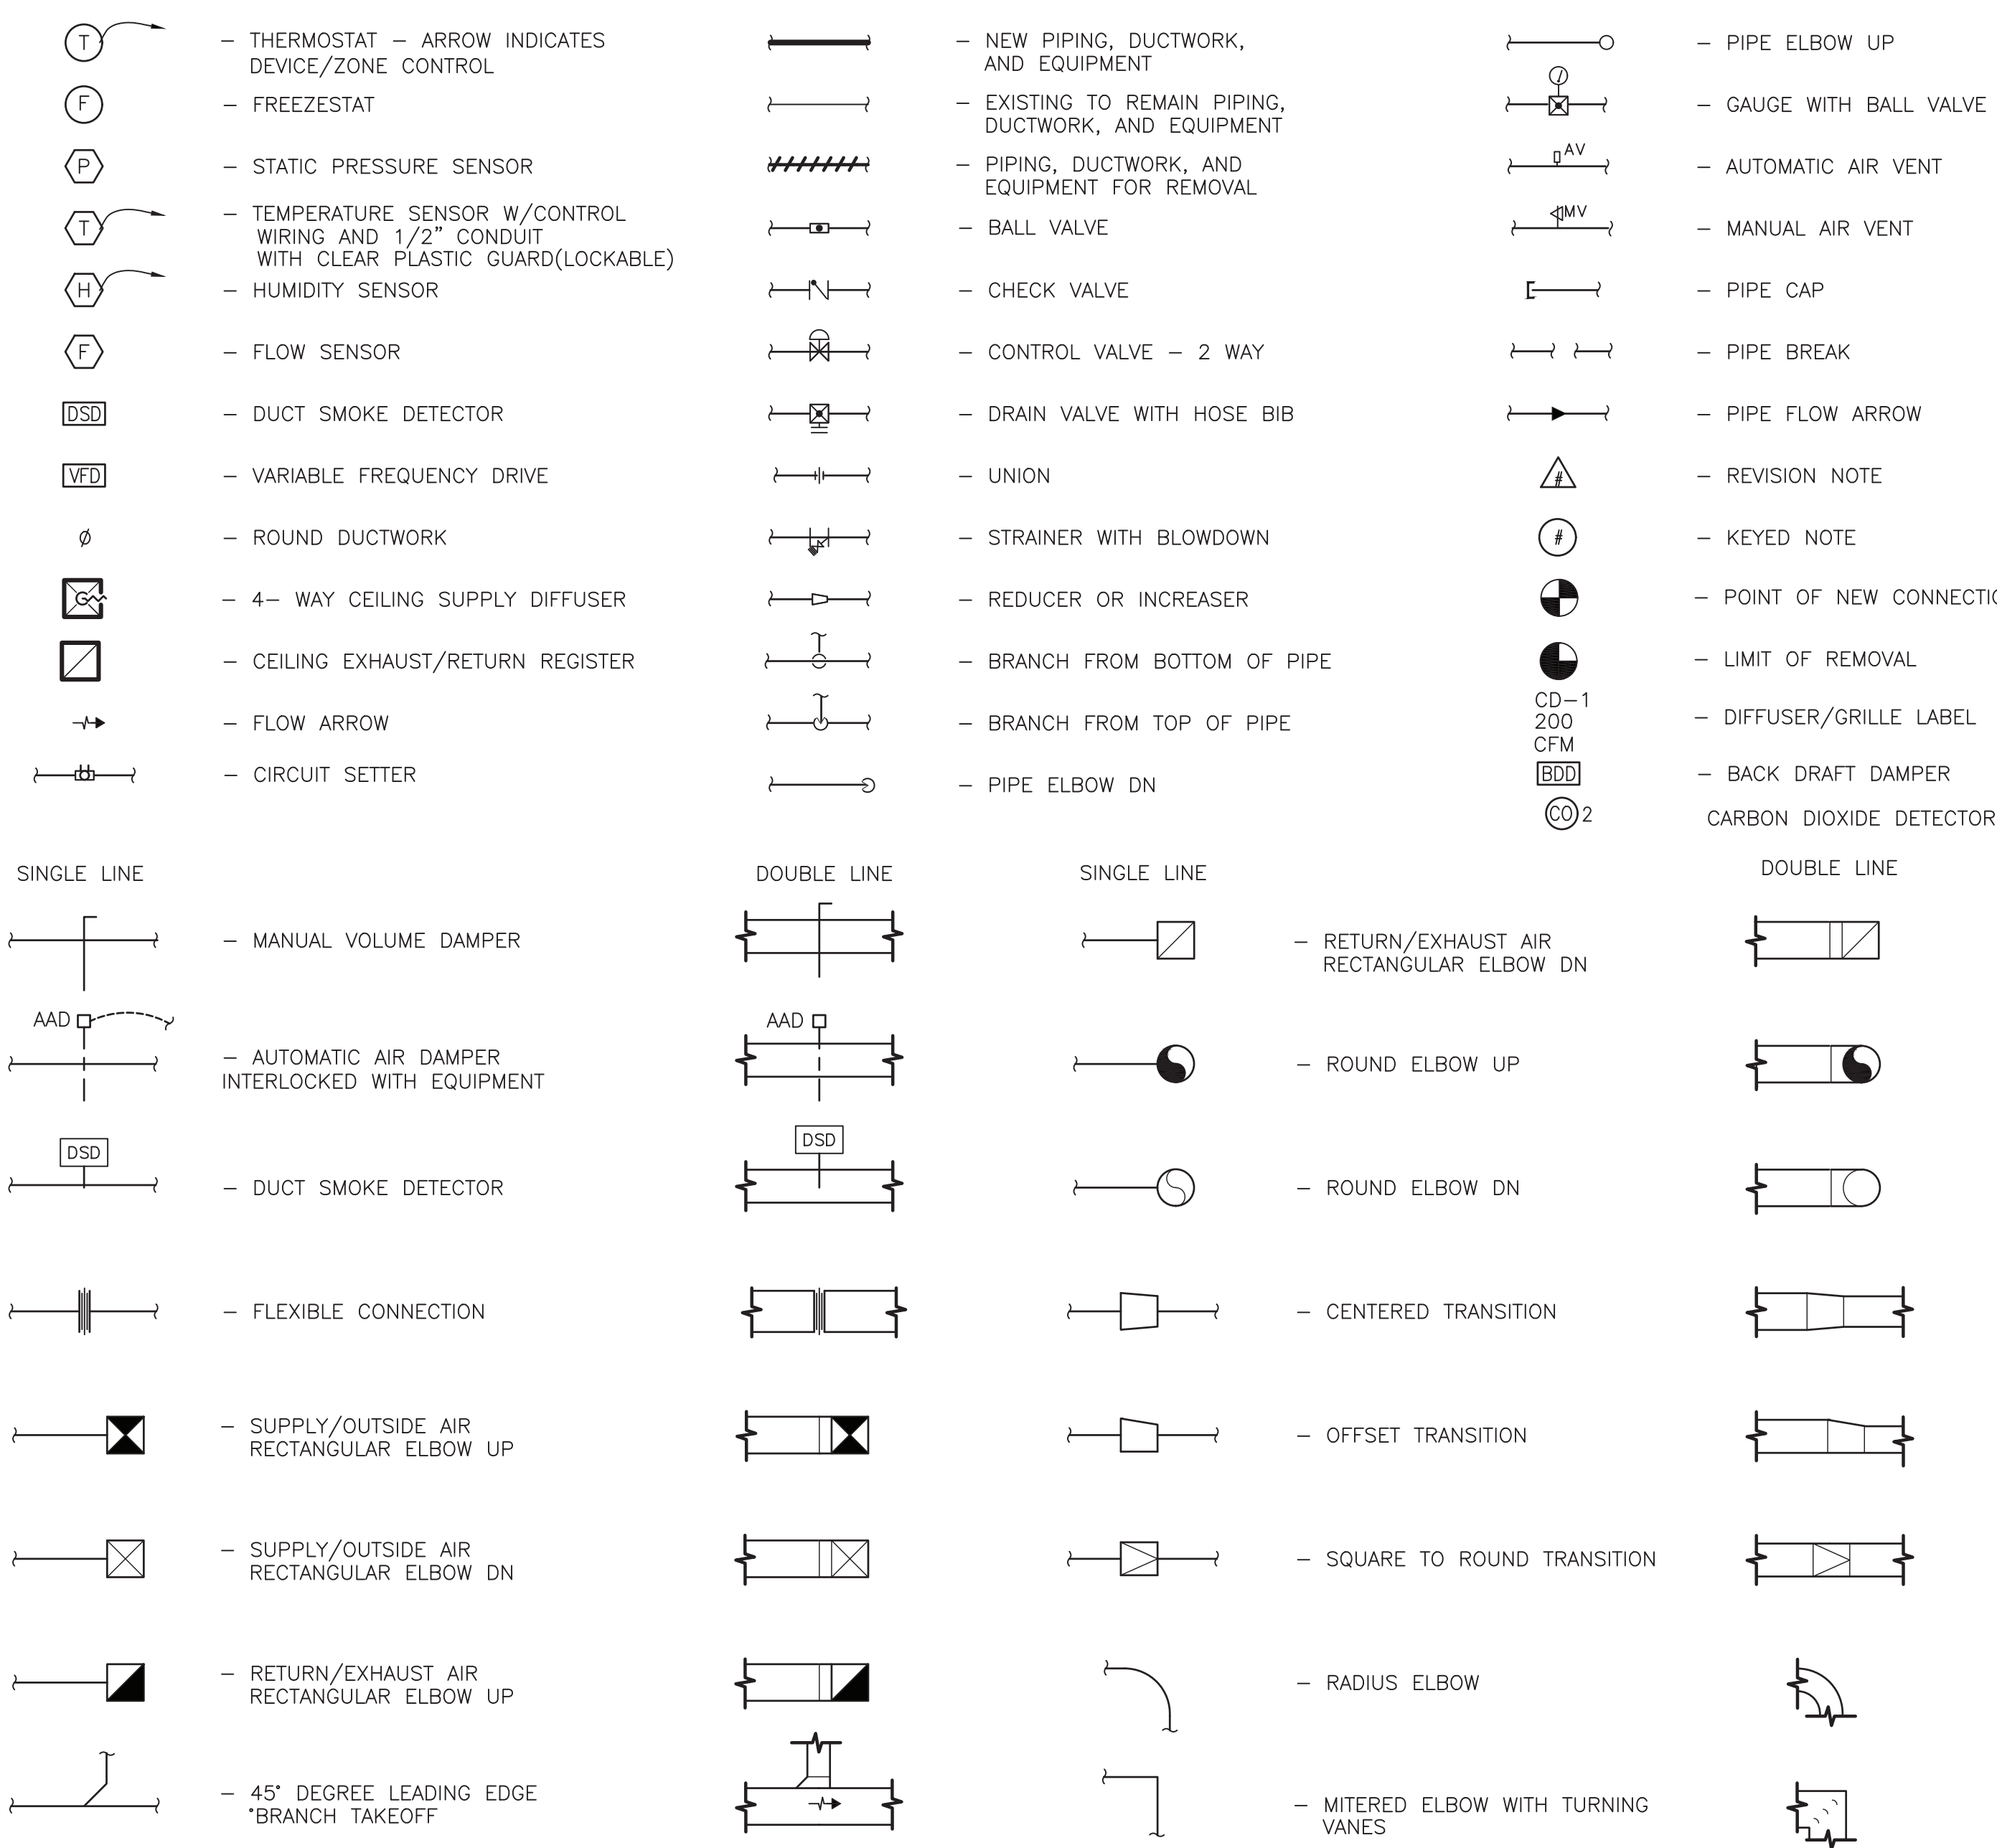 T
– THERMOSTAT – ARROW INDICATES
DEVICE/ZONE CONTROL
F
– FREEZESTAT
P
– STATIC PRESSURE SENSOR
T
– TEMPERATURE SENSOR W/CONTROL
WIRING AND 1/2" CONDUIT
WITH CLEAR PLASTIC GUARD(LOCKABLE)
H
– HUMIDITY SENSOR
F
– FLOW SENSOR
DSD
– DUCT SMOKE DETECTOR
VFD
– VARIABLE FREQUENCY DRIVE
ø
– ROUND DUCTWORK
– 4– WAY CEILING SUPPLY DIFFUSER
– CEILING EXHAUST/RETURN REGISTER
– FLOW ARROW
– CIRCUIT SETTER
– NEW PIPING, DUCTWORK,
AND EQUIPMENT
– EXISTING TO REMAIN PIPING,
DUCTWORK, AND EQUIPMENT
– PIPING, DUCTWORK, AND
EQUIPMENT FOR REMOVAL
– BALL VALVE
– CHECK VALVE
– CONTROL VALVE – 2 WAY
– DRAIN VALVE WITH HOSE BIB
– UNION
– STRAINER WITH BLOWDOWN
– REDUCER OR INCREASER
– BRANCH FROM BOTTOM OF PIPE
– BRANCH FROM TOP OF PIPE
– PIPE ELBOW DN
– PIPE ELBOW UP
– GAUGE WITH BALL VALVE
AV
– AUTOMATIC AIR VENT
MV
– MANUAL AIR VENT
– PIPE CAP
– PIPE BREAK
– PIPE FLOW ARROW
#
– REVISION NOTE
#
– KEYED NOTE
– POINT OF NEW
– LIMIT OF REMOVAL
CD–1
200
CFM
– DIFFUSER/GRILLE LABEL
BDD
– BACK DRAFT DAMPER
CO 2
CARBON DIOXIDE DETECTOR
SINGLE LINE
DOUBLE LINE
– MANUAL VOLUME DAMPER
AAD
AAD
– AUTOMATIC AIR DAMPER
INTERLOCKED WITH EQUIPMENT
DSD
DSD
– DUCT SMOKE DETECTOR
– FLEXIBLE CONNECTION
– SUPPLY/OUTSIDE AIR
RECTANGULAR ELBOW UP
– SUPPLY/OUTSIDE AIR
RECTANGULAR ELBOW DN
– RETURN/EXHAUST AIR
RECTANGULAR ELBOW UP
– 45° DEGREE LEADING EDGE
°BRANCH TAKEOFF
SINGLE LINE
DOUBLE LINE
– RETURN/EXHAUST AIR
RECTANGULAR ELBOW DN
– ROUND ELBOW UP
– ROUND ELBOW DN
– CENTERED TRANSITION
– OFFSET TRANSITION
– SQUARE TO ROUND TRANSITION
– RADIUS ELBOW
– MITERED ELBOW WITH TURNING
VANES